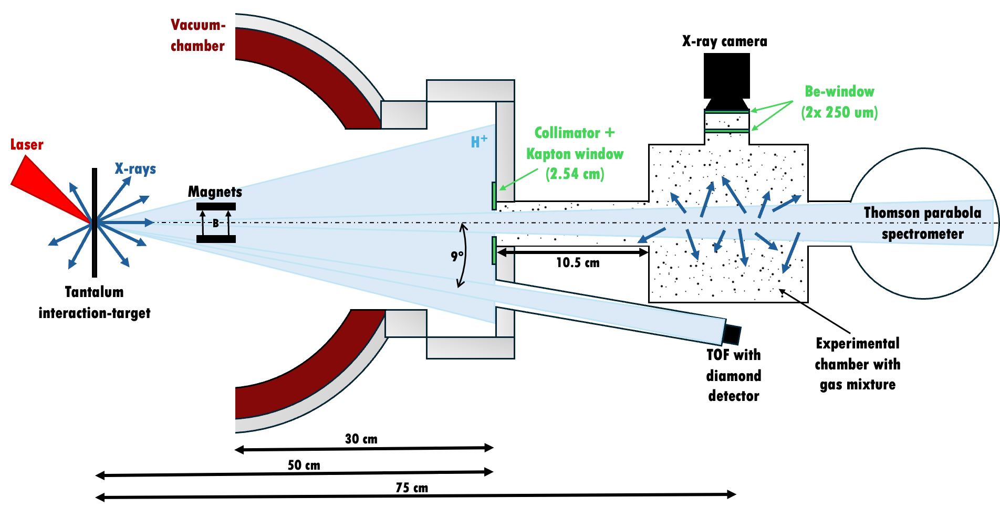 Vacuum-
chamber
X-ray camera
Be-window
(2x 250 um)
Collimator +
Kapton window
(2.54 cm)
H⁺
Laser
X-rays
Magnets
B
Thomson parabola
spectrometer
9°
10.5 cm
Tantalum
interaction-target
Experimental
chamber with
gas mixture
TOF with
diamond
detector
30 cm
50 cm
75 cm